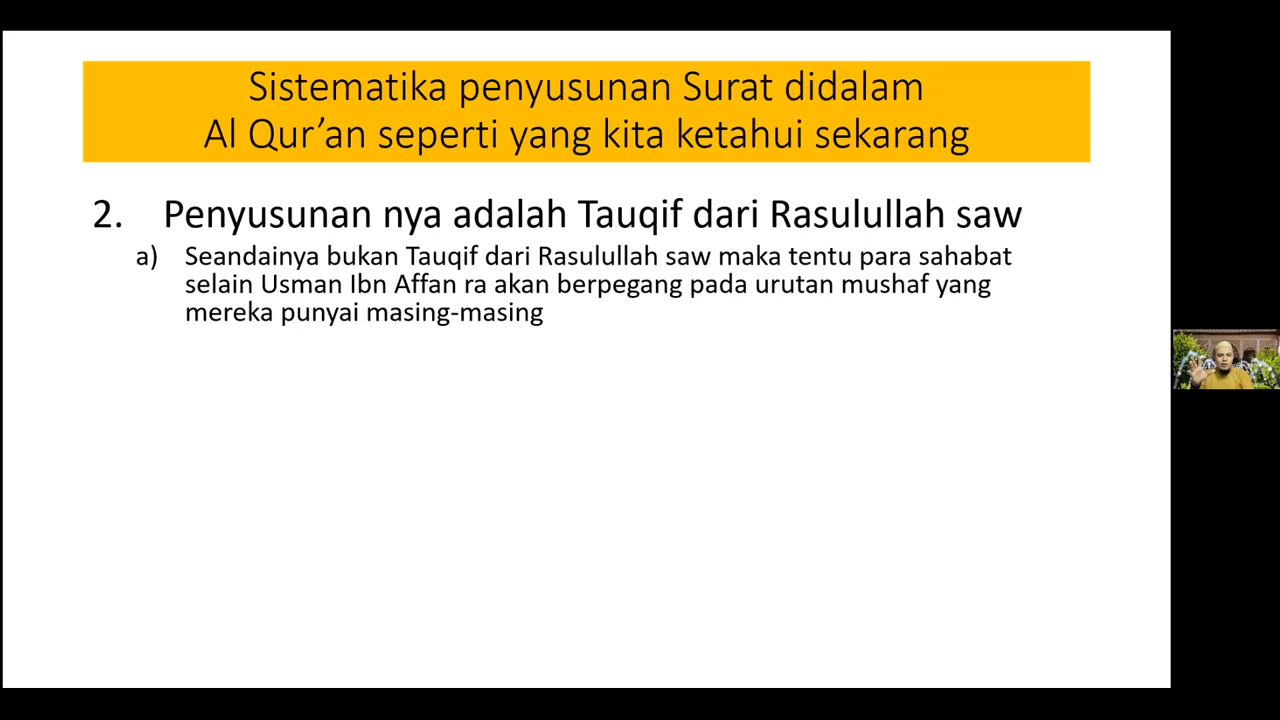 Sistematika penyusunan Surat didalam
Al Qur’an seperti yang kita ketahui sekarang
2. Penyusunan nya adalah Tauqif dari Rasulullah saw
a) Seandainya bukan Tauqif dari Rasulullah saw maka tentu para sahabat
selain Usman Ibn Affan ra akan berpegang pada urutan mushaf yang
mereka punyai masing-masing